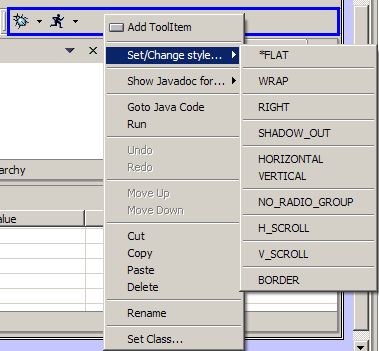 Add ToolItem
Set/Change style...
Show Javadoc for...
Goto Java Code
Run
Undo
Redo
Move Up
Move Down
Cut
Copy
Paste
Delete
Rename
Set Class...
*FLAT
WRAP
RIGHT
SHADOW_OUT
HORIZONTAL
VERTICAL
NO_RADIO_GROUP
H_SCROLL
V_SCROLL
BORDER
archy
alue